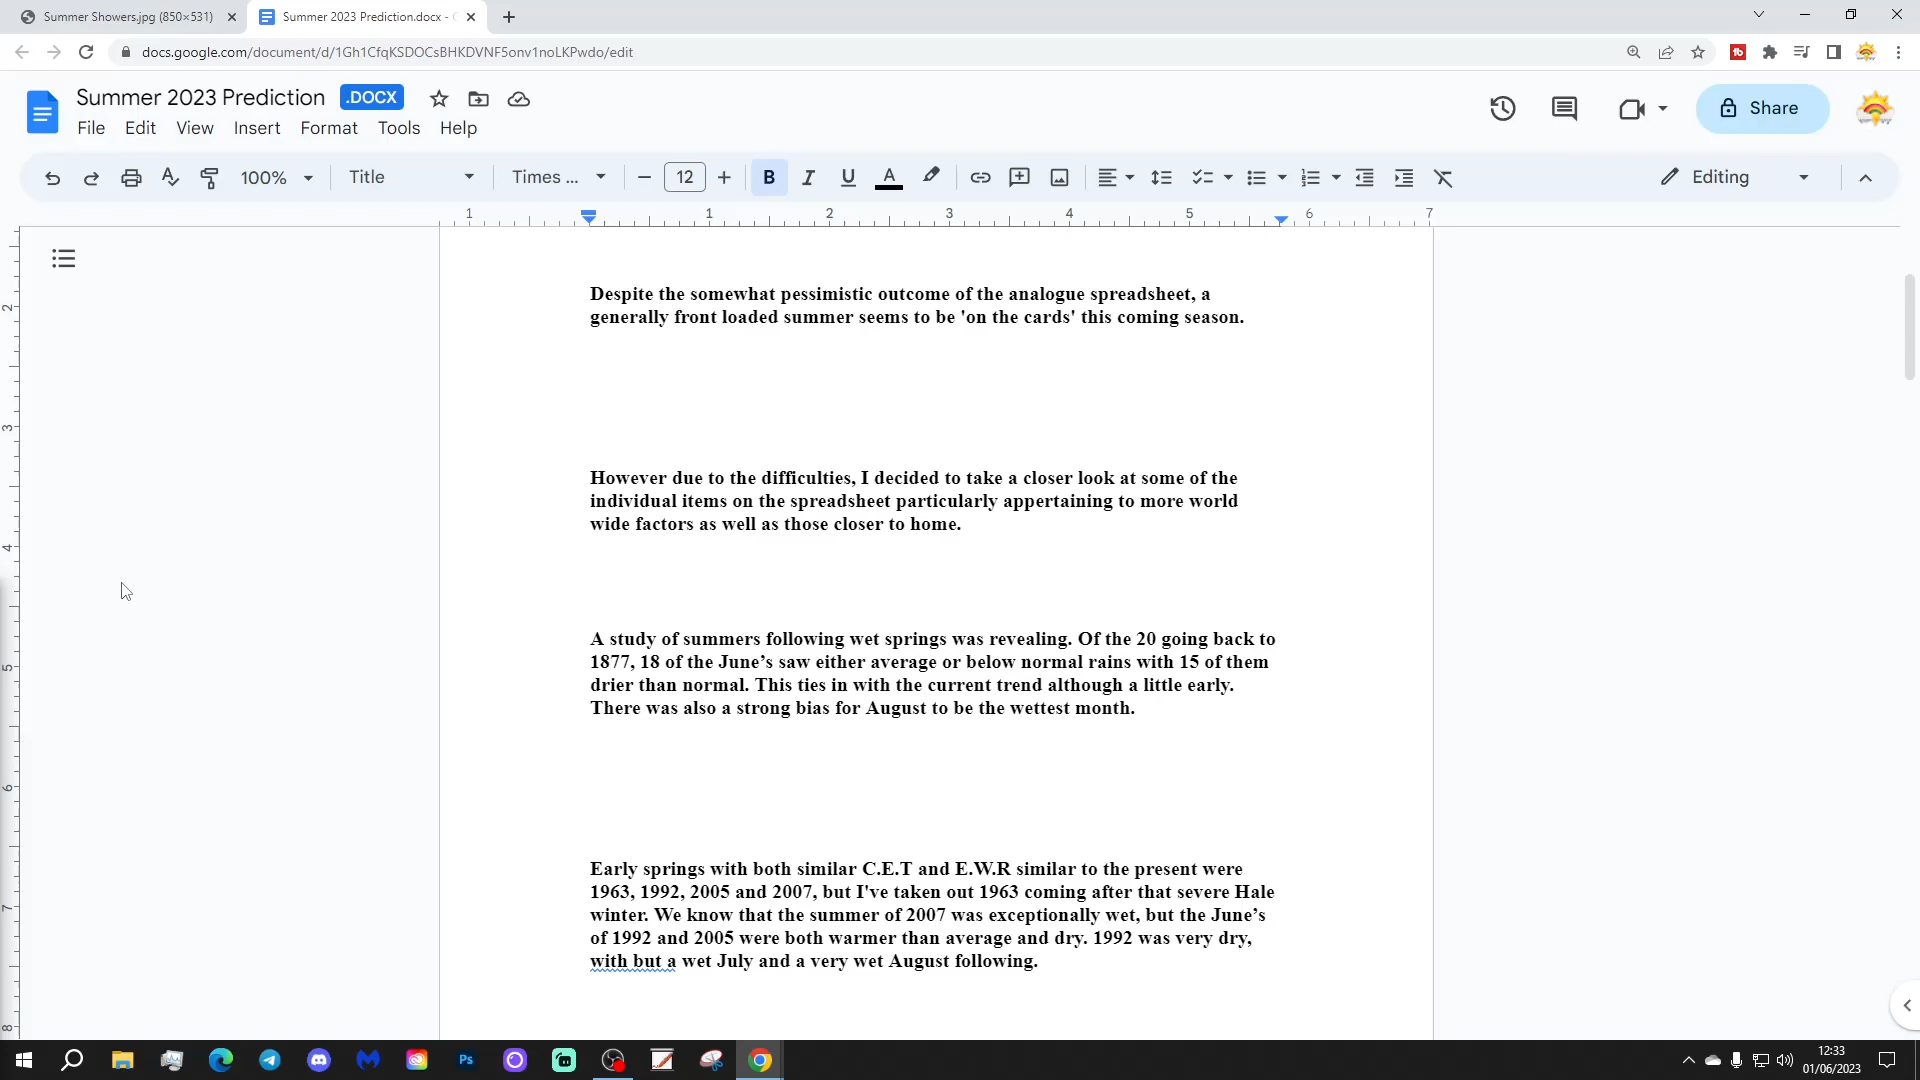 Summer Showers.jpg (850×531)
Summer 2023 Prediction.docx -
docs.google.com/document/d/1Gh1CfqKSDOCsBHKDVNF5onv1noLKPwdo/edit
Summer 2023 Prediction .DOCX
File Edit View Insert Format Tools Help
Share
100% Title Times ... 12 B I U A Editing
1 1 2 3 4 5 6 7
2
3
4
5
6
7
8
Despite the somewhat pessimistic outcome of the analogue spreadsheet, a
generally front loaded summer seems to be 'on the cards' this coming season.
However due to the difficulties, I decided to take a closer look at some of the
individual items on the spreadsheet particularly appertaining to more world
wide factors as well as those closer to home.
A study of summers following wet springs was revealing. Of the 20 going back to
1877, 18 of the June’s saw either average or below normal rains with 15 of them
drier than normal. This ties in with the current trend although a little early.
There was also a strong bias for August to be the wettest month.
Early springs with both similar C.E.T and E.W.R similar to the present were
1963, 1992, 2005 and 2007, but I've taken out 1963 coming after that severe Hale
winter. We know that the summer of 2007 was exceptionally wet, but the June’s
of 1992 and 2005 were both warmer than average and dry. 1992 was very dry,
with but a wet July and a very wet August following.
Ps
12:33
01/06/2023